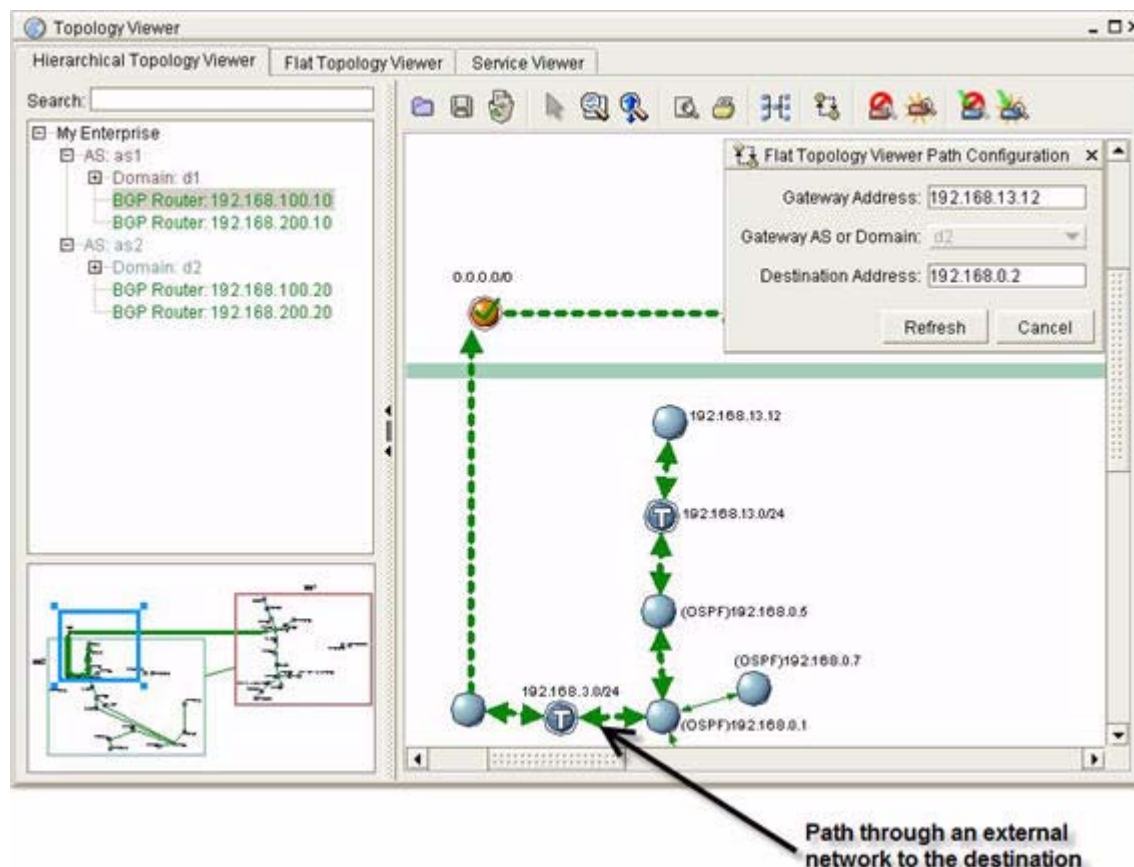 Topology Viewer
Hierarchical Topology Viewer
Flat Topology Viewer
Service Viewer
Search:
My Enterprise
AS: as1
Domain: d1
BGP Router: 192.168.100.10
BGP Router: 192.168.200.10
AS: as2
Domain: d2
BGP Router: 192.168.100.20
BGP Router: 192.168.200.20
Flat Topology Viewer Path Configuration
Gateway Address: 192.168.13.12
Gateway AS or Domain: d2
Destination Address: 192.168.0.2
Refresh Cancel
0.0.0.0/0
192.168.13.12
T 192.168.13.0/24
(OSPF)192.168.0.5
(OSPF)192.168.0.7
192.168.3.0/24
T
(OSPF)192.168.0.1
Path through an external
network to the destination